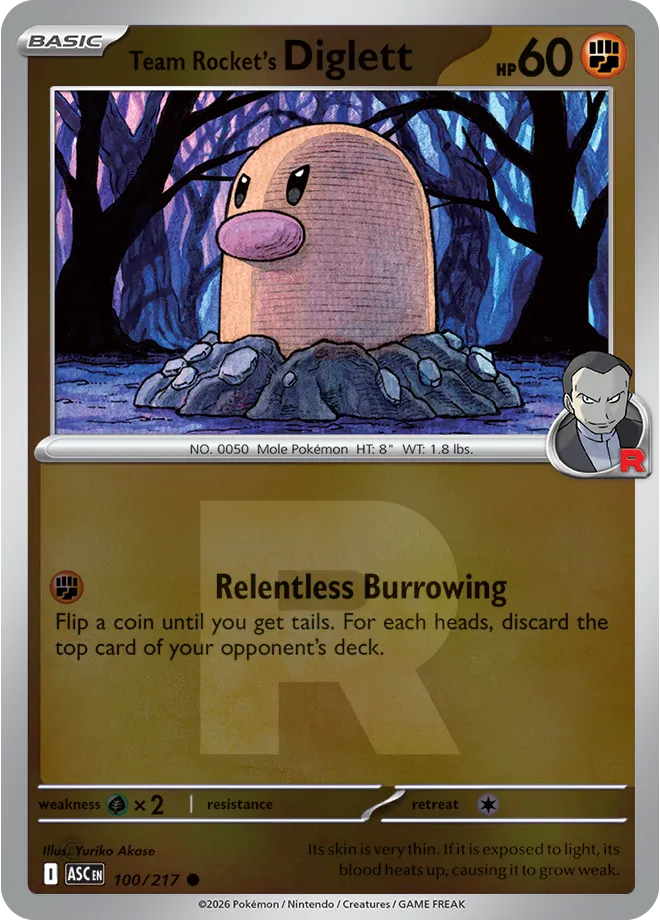 BASIC
Team Rocket's Diglett
HP 60
R
NO. 0050 Mole Pokémon HT: 8" WT: 1.8 lbs.
R
Relentless Burrowing
Flip a coin until you get tails. For each heads, discard the
top card of your opponent's deck.
weakness ×2 resistance retreat
Illus. Yuriko Akase
Its skin is very thin. If it is exposed to light, its
blood heats up, causing it to grow weak.
I ASC EN 100/217
©2026 Pokémon / Nintendo / Creatures / GAME FREAK